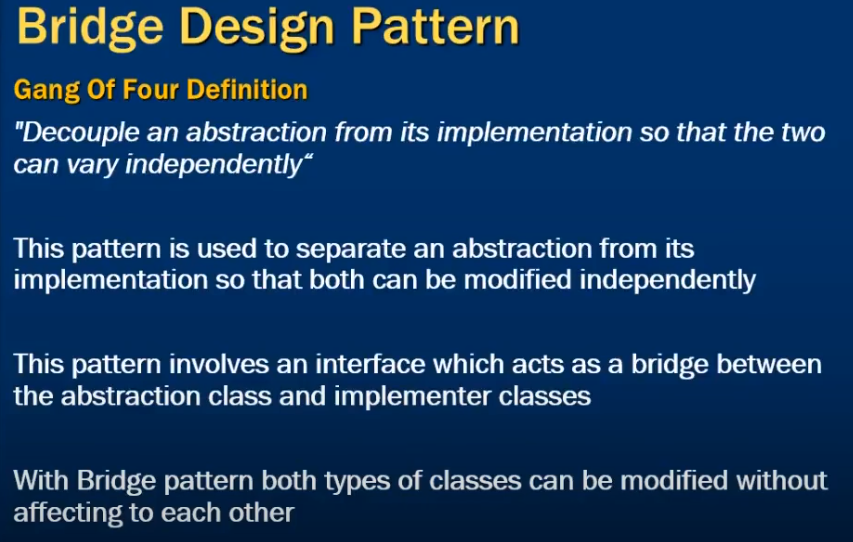 Bridge Design Pattern
Gang Of Four Definition
"Decouple an abstraction from its implementation so that the two
can vary independently“
This pattern is used to separate an abstraction from its
implementation so that both can be modified independently
This pattern involves an interface which acts as a bridge between
the abstraction class and implementer classes
With Bridge pattern both types of classes can be modified without
affecting to each other